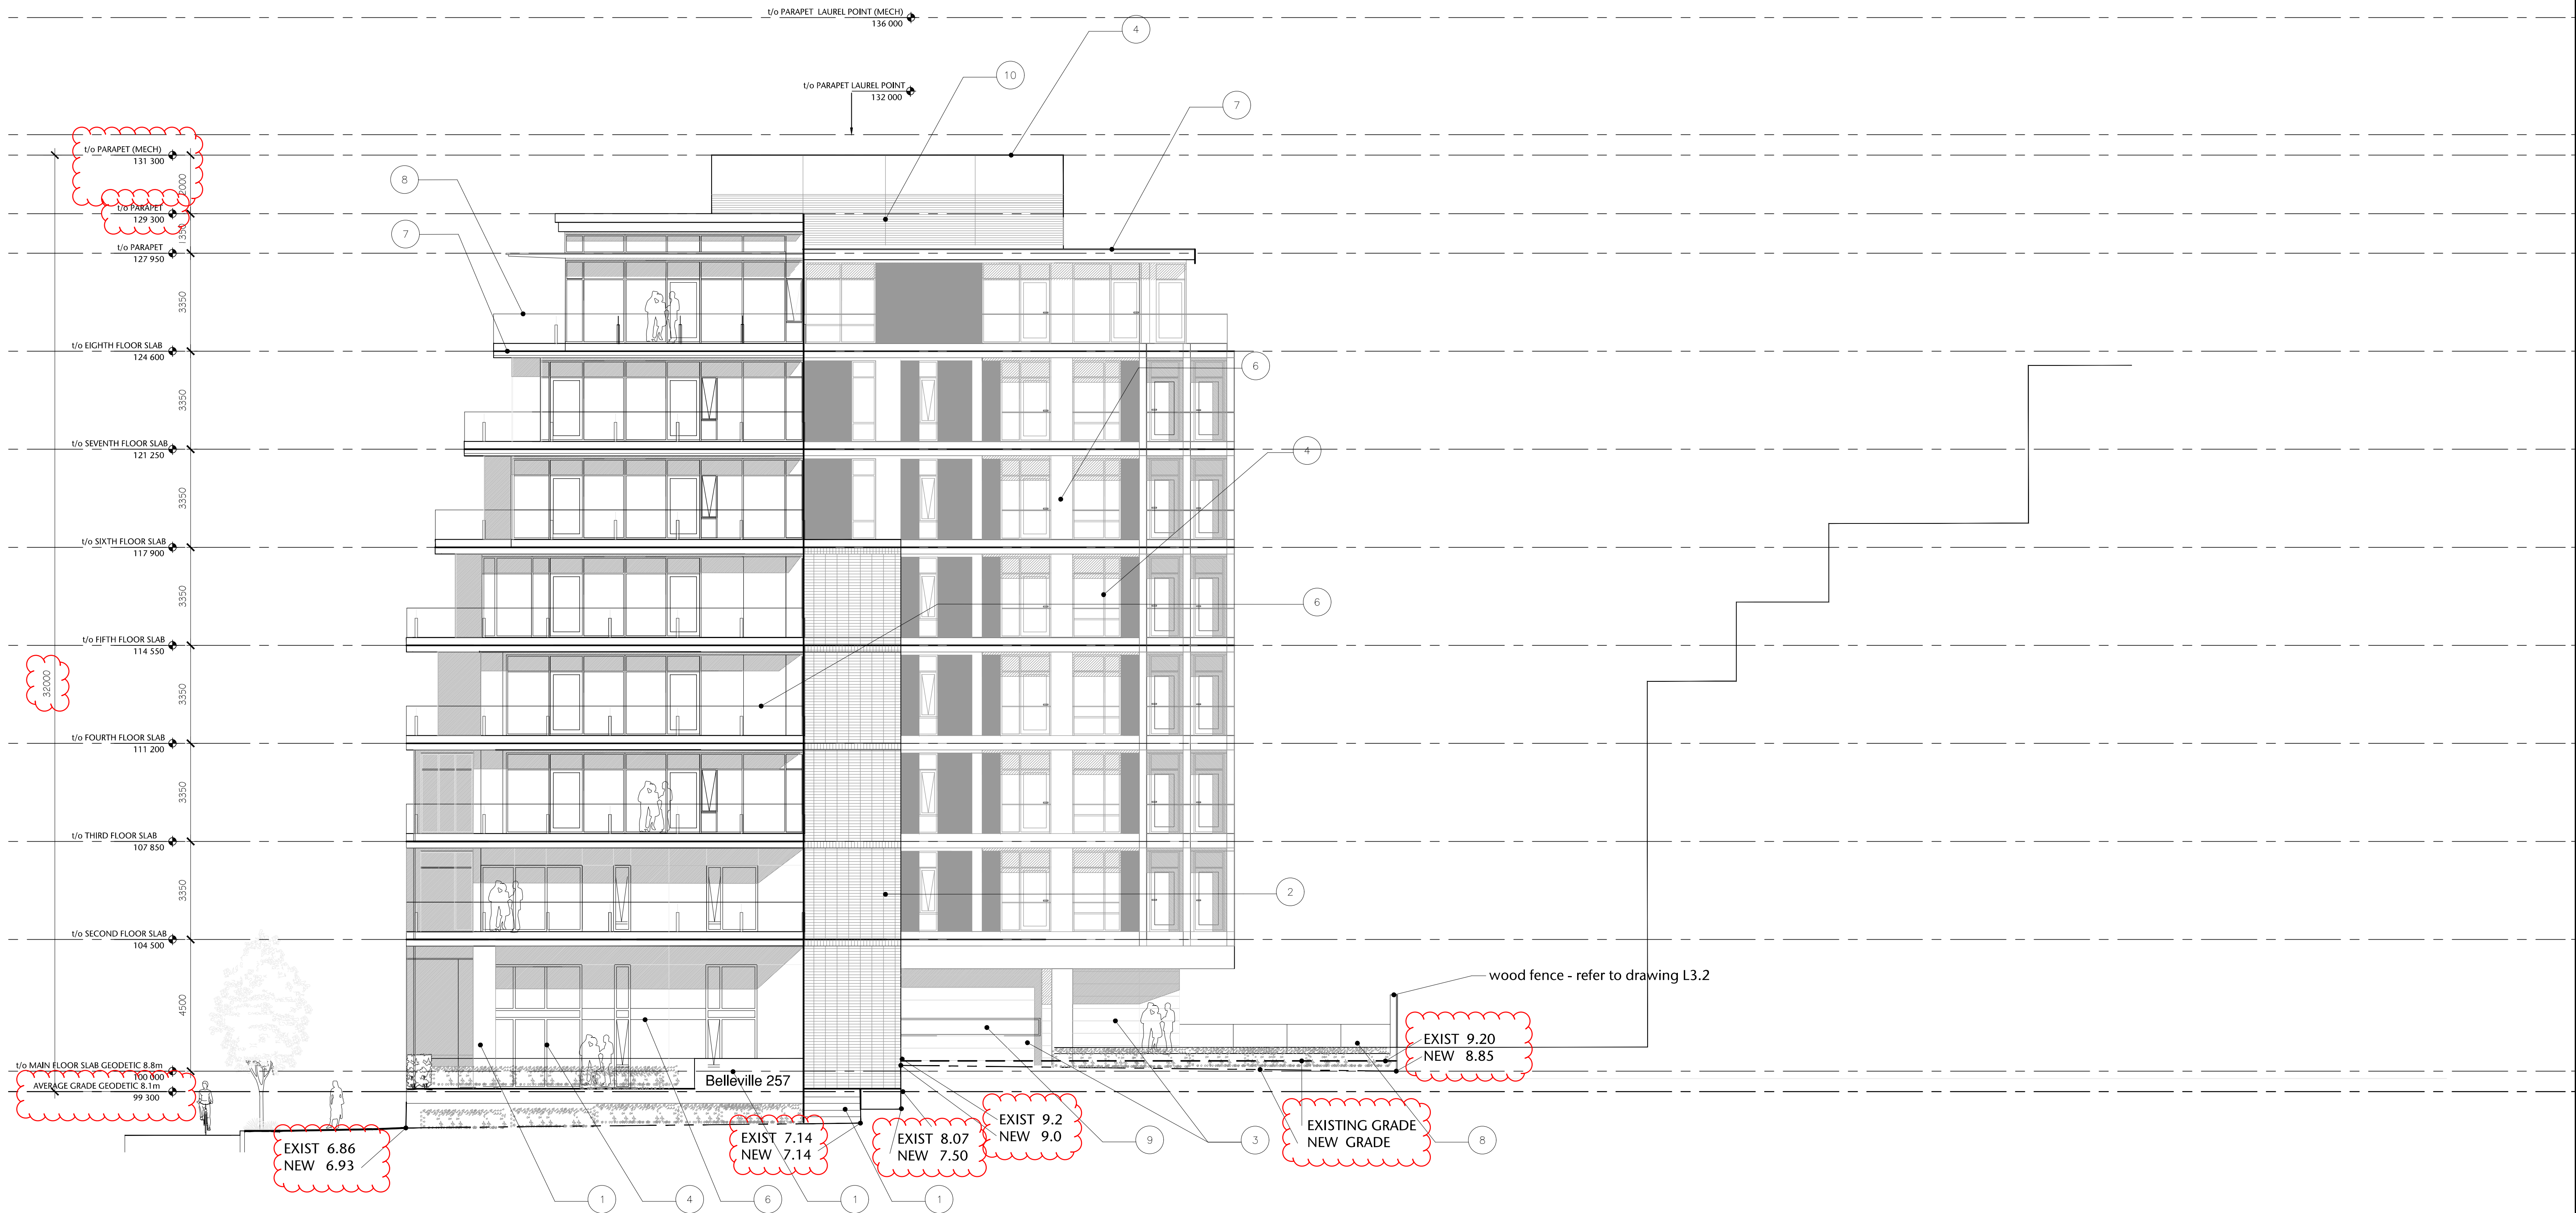 t/o PARAPET LAUREL POINT (MECH)
136 000
4
10
t/o PARAPET LAUREL POINT
132 000
7
t/o PARAPET (MECH)
131 300
2000
8
t/o PARAPET
129 300
1350
7
t/o PARAPET
127 950
3350
t/o EIGHTH FLOOR SLAB
124 600
6
3350
t/o SEVENTH FLOOR SLAB
121 250
4
3350
t/o SIXTH FLOOR SLAB
117 900
3350
6
t/o FIFTH FLOOR SLAB
114 550
32000
3350
t/o FOURTH FLOOR SLAB
111 200
3350
t/o THIRD FLOOR SLAB
107 850
3350
2
t/o SECOND FLOOR SLAB
104 500
wood fence - refer to drawing L3.2
4500
EXIST 9.20
NEW 8.85
t/o MAIN FLOOR SLAB GEODETIC 8.8m
100 000
AVERAGE GRADE GEODETIC 8.1m
99 300
Belleville 257
EXIST 6.86
NEW 6.93
EXIST 7.14
NEW 7.14
EXIST 8.07
NEW 7.50
EXIST 9.2
NEW 9.0
9
3
EXISTING GRADE
NEW GRADE
8
1
4
6
1
1